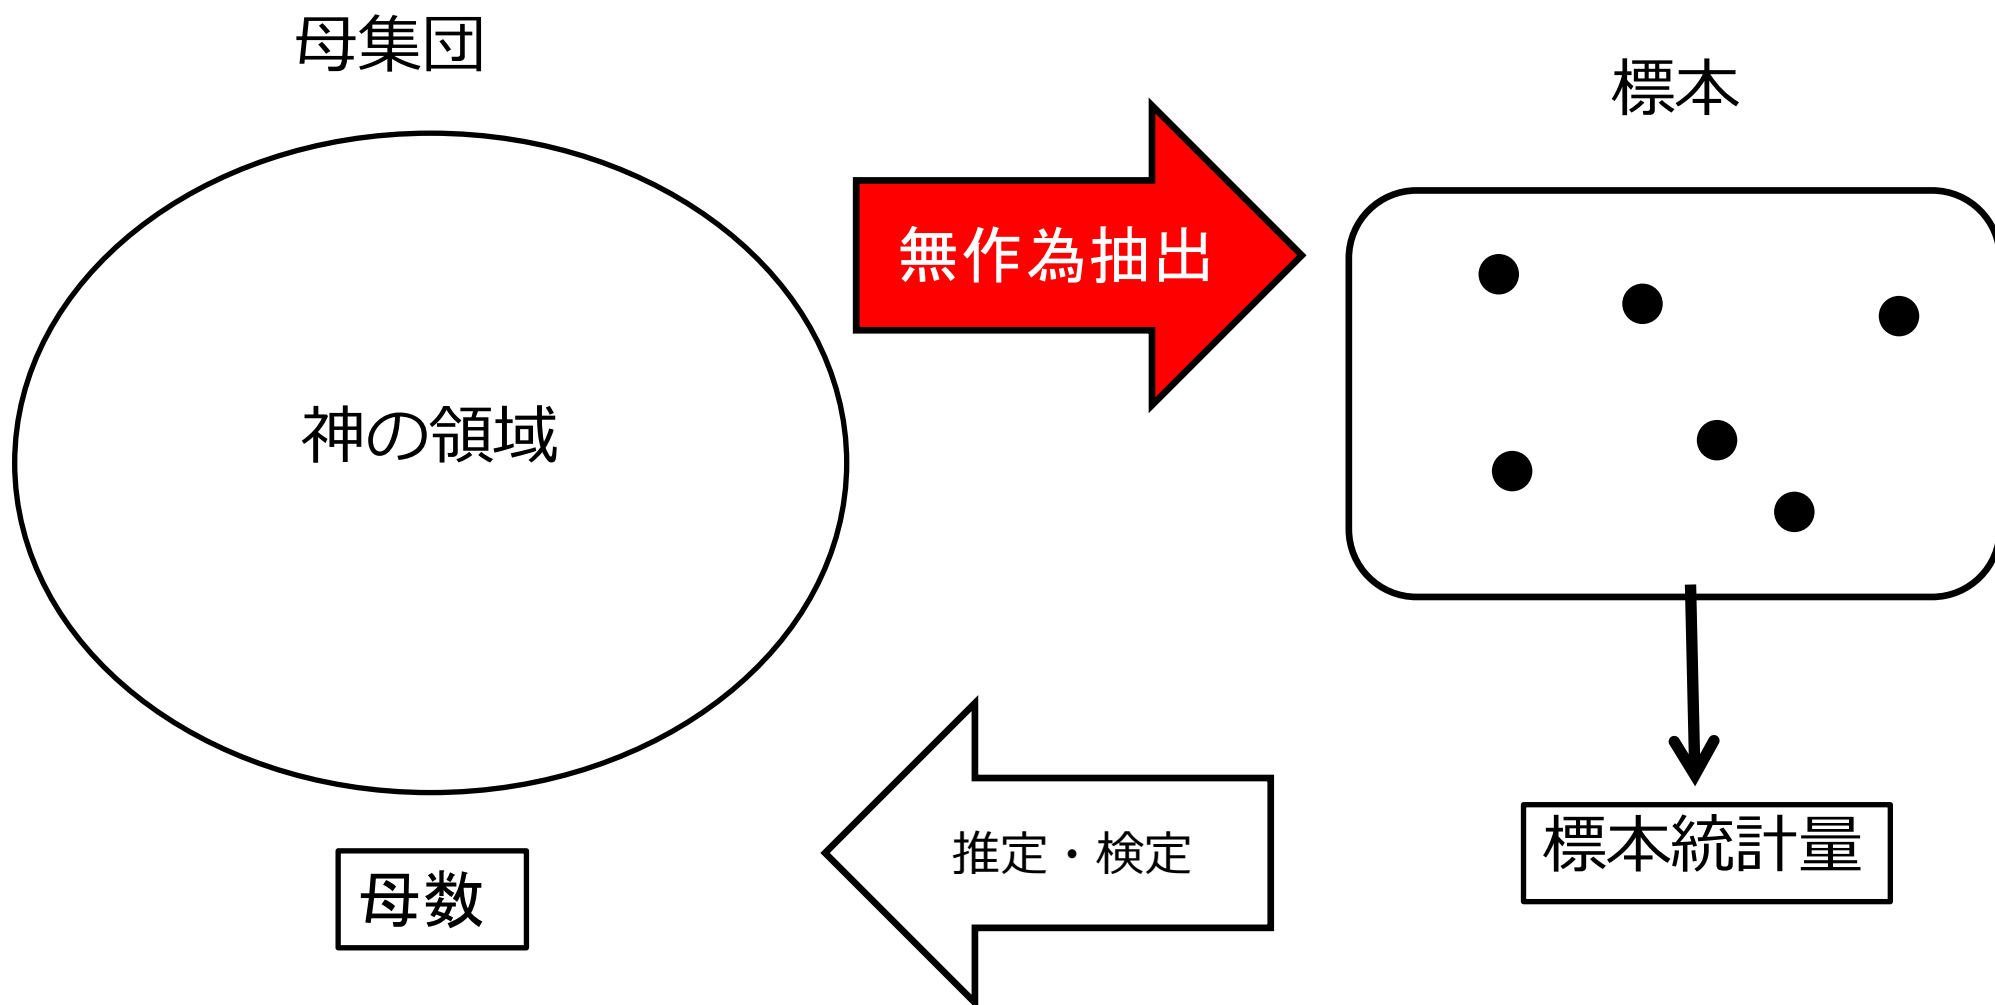 母集団
標本
無作為抽出
神の領域
推定・検定
標本統計量
母数